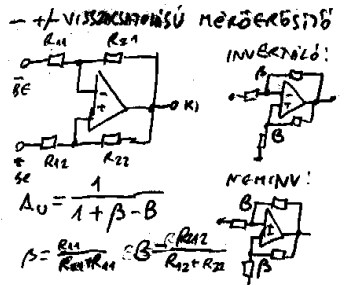 - +/- VISSZACSATOLÁSÚ MÉRŐERŐSÍTŐ
R11 R21
INVERTÁLÓ:
BE
- +
KI
β
B
R12 R22
+ BE
NEMINV:
Au = 1 / (1 + β - B)
B
β
β = R11 / (R21 + R11) B = R12 / (R12 + R22)